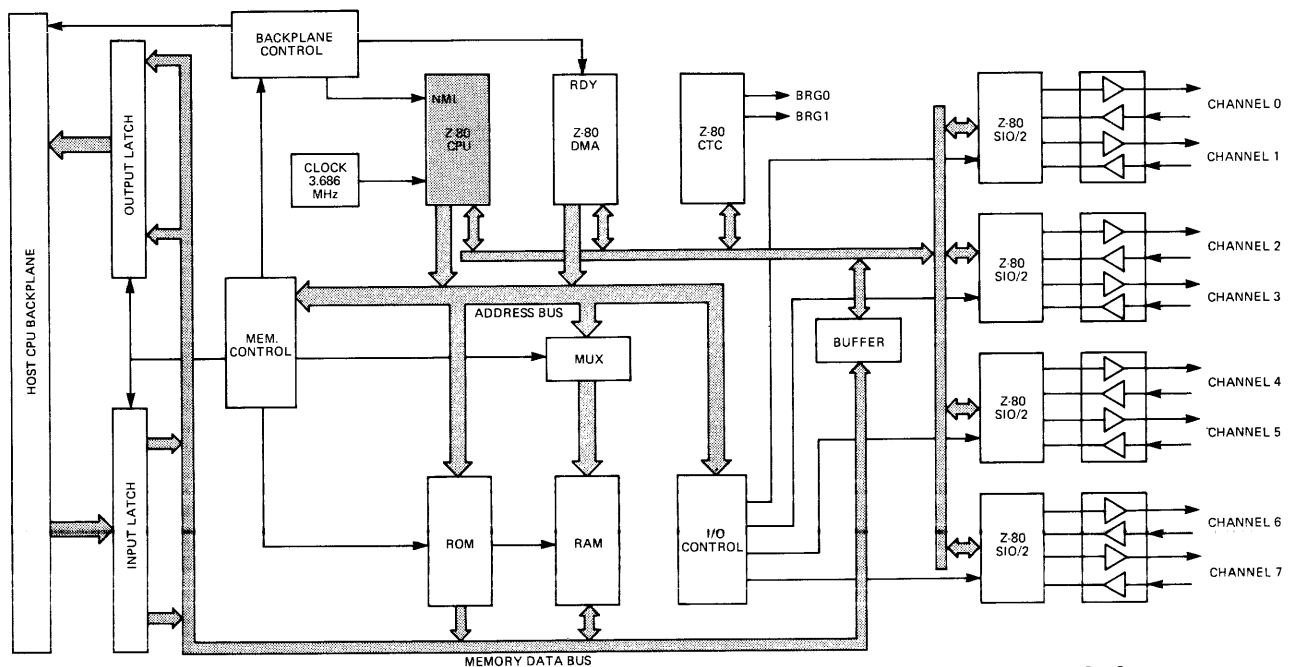 HOST CPU BACKPLANE
OUTPUT LATCH
INPUT LATCH
BACKPLANE
CONTROL
NMI
Z-80
CPU
CLOCK
3.686
MHz
RDY
Z-80
DMA
Z-80
CTC
BRG0
BRG1
MEM.
CONTROL
ADDRESS BUS
MUX
BUFFER
ROM
RAM
I/O
CONTROL
MEMORY DATA BUS
Z-80
SIO/2
CHANNEL 0
CHANNEL 1
Z-80
SIO/2
CHANNEL 2
CHANNEL 3
Z-80
SIO/2
CHANNEL 4
CHANNEL 5
Z-80
SIO/2
CHANNEL 6
CHANNEL 7